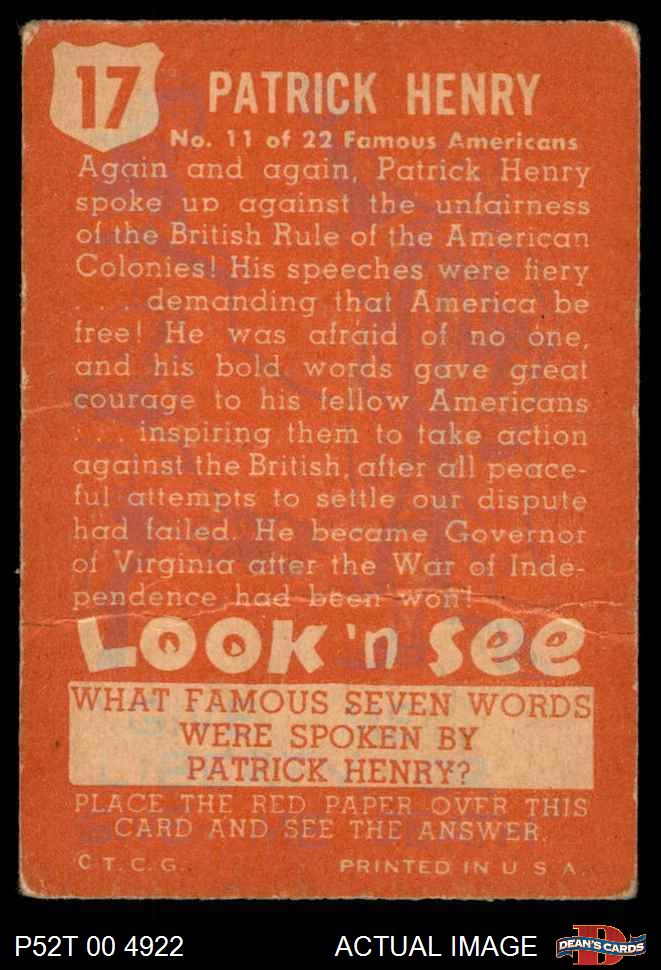 17
PATRICK HENRY
No. 11 of 22 Famous Americans
Again and again, Patrick Henry
spoke up against the unfairness
of the British Rule of the American
Colonies! His speeches were fiery
. . . . demanding that America be
free! He was afraid of no one,
and his bold words gave great
courage to his fellow Americans
. . . . inspiring them to take action
against the British, after all peace-
ful attempts to settle our dispute
had failed. He became Governor
of Virginia after the War of Inde-
pendence had been won!
LOOK 'n SEE
WHAT FAMOUS SEVEN WORDS
WERE SPOKEN BY
PATRICK HENRY?
PLACE THE RED PAPER OVER THIS
CARD AND SEE THE ANSWER.
© T. C. G. PRINTED IN U S A.
P52T 00 4922 ACTUAL IMAGE
DEAN'S CARDS